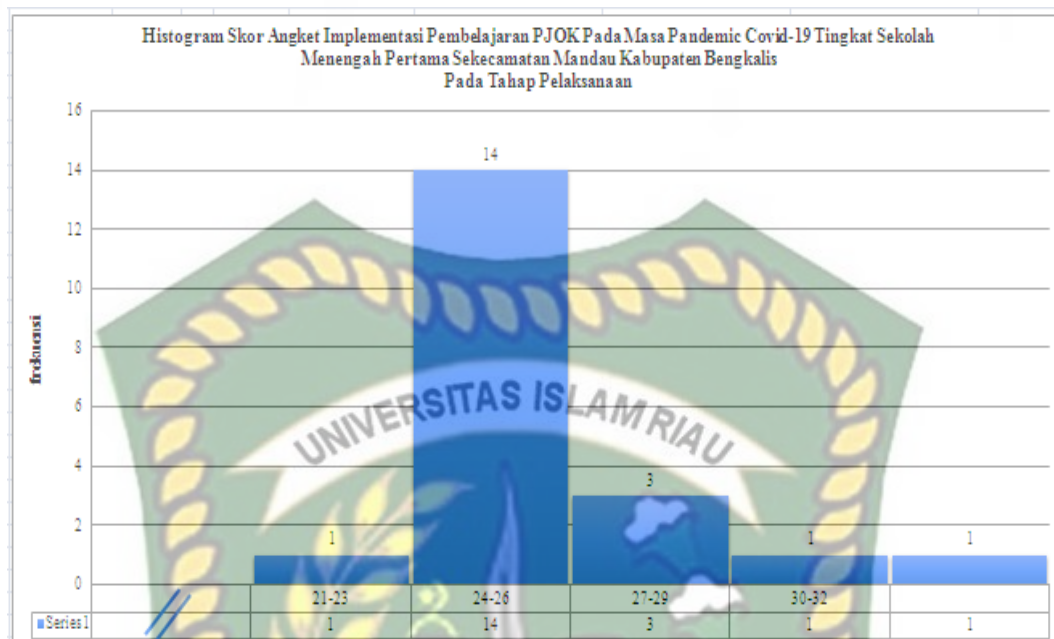 Histogram Skor Angket Implementasi Pembelajaran PJOK Pada Masa Pandemic Covid-19 Tingkat Sekolah
Menengah Pertama Sekecamatan Mandau Kabupaten Bengkalis
Pada Tahap Pelaksanaan
16
14
14
12
10
frekuensi
8
6
UNIVERSITAS ISLAM RIAU
4
3
2
1 1 1
0
21-23 24-26 27-29 30-32
Series1 1 14 3 1 1